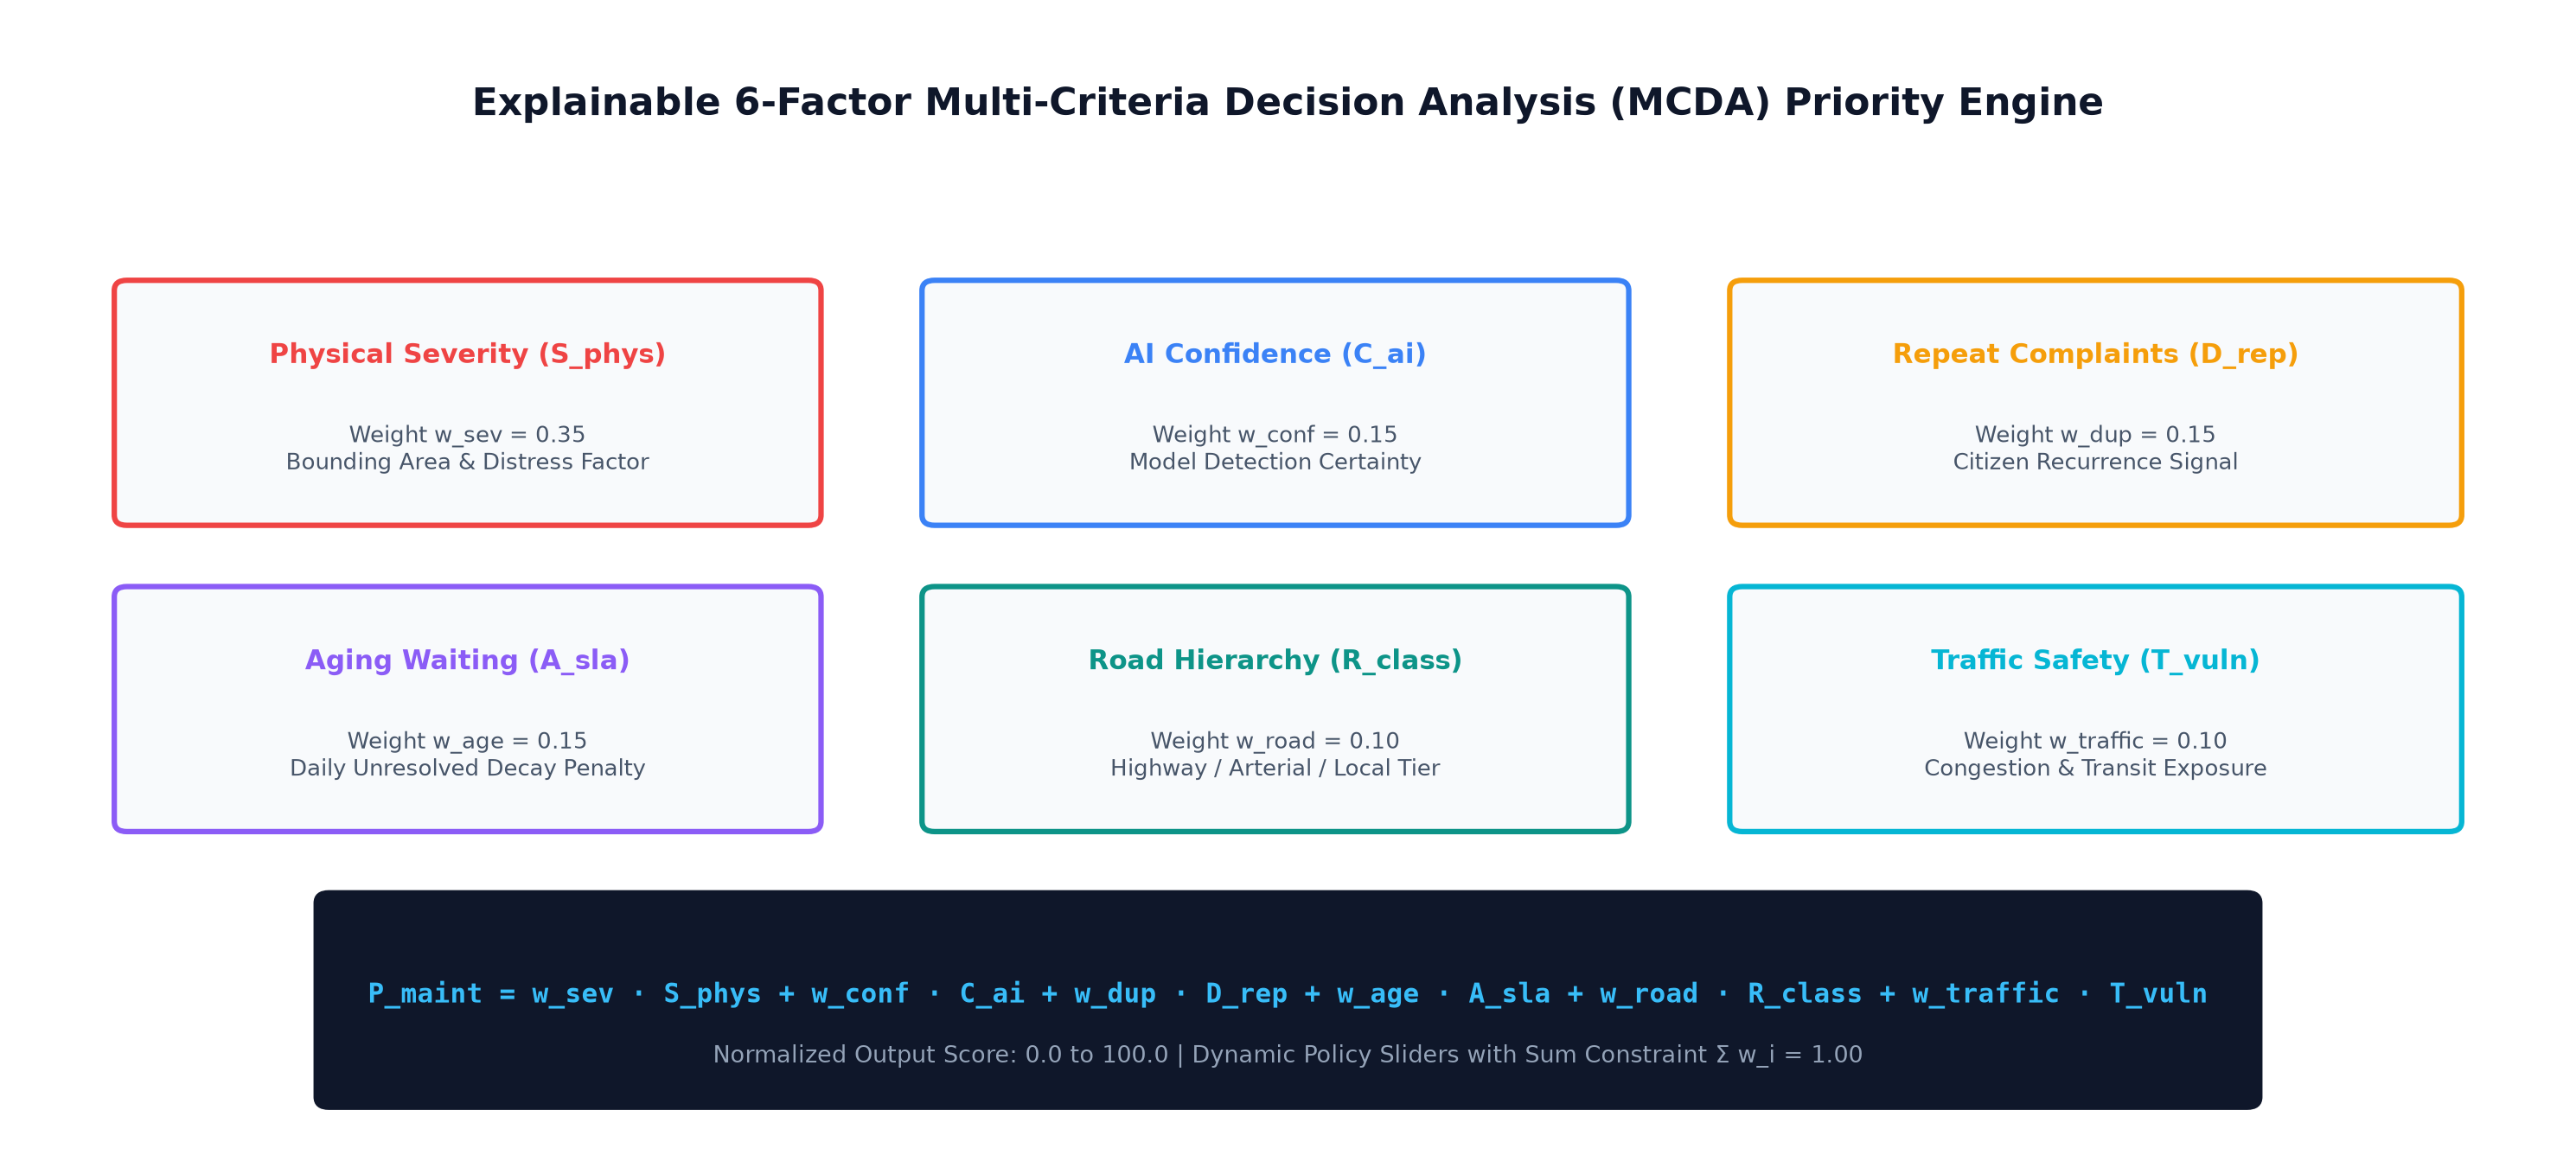 Explainable 6-Factor Multi-Criteria Decision Analysis (MCDA) Priority Engine
Physical Severity (S_phys)
Weight w_sev = 0.35
Bounding Area & Distress Factor
AI Confidence (C_ai)
Weight w_conf = 0.15
Model Detection Certainty
Repeat Complaints (D_rep)
Weight w_dup = 0.15
Citizen Recurrence Signal
Aging Waiting (A_sla)
Weight w_age = 0.15
Daily Unresolved Decay Penalty
Road Hierarchy (R_class)
Weight w_road = 0.10
Highway / Arterial / Local Tier
Traffic Safety (T_vuln)
Weight w_traffic = 0.10
Congestion & Transit Exposure
P_maint = w_sev · S_phys + w_conf · C_ai + w_dup · D_rep + w_age · A_sla + w_road · R_class + w_traffic · T_vuln
Normalized Output Score: 0.0 to 100.0 | Dynamic Policy Sliders with Sum Constraint Σ w_i = 1.00